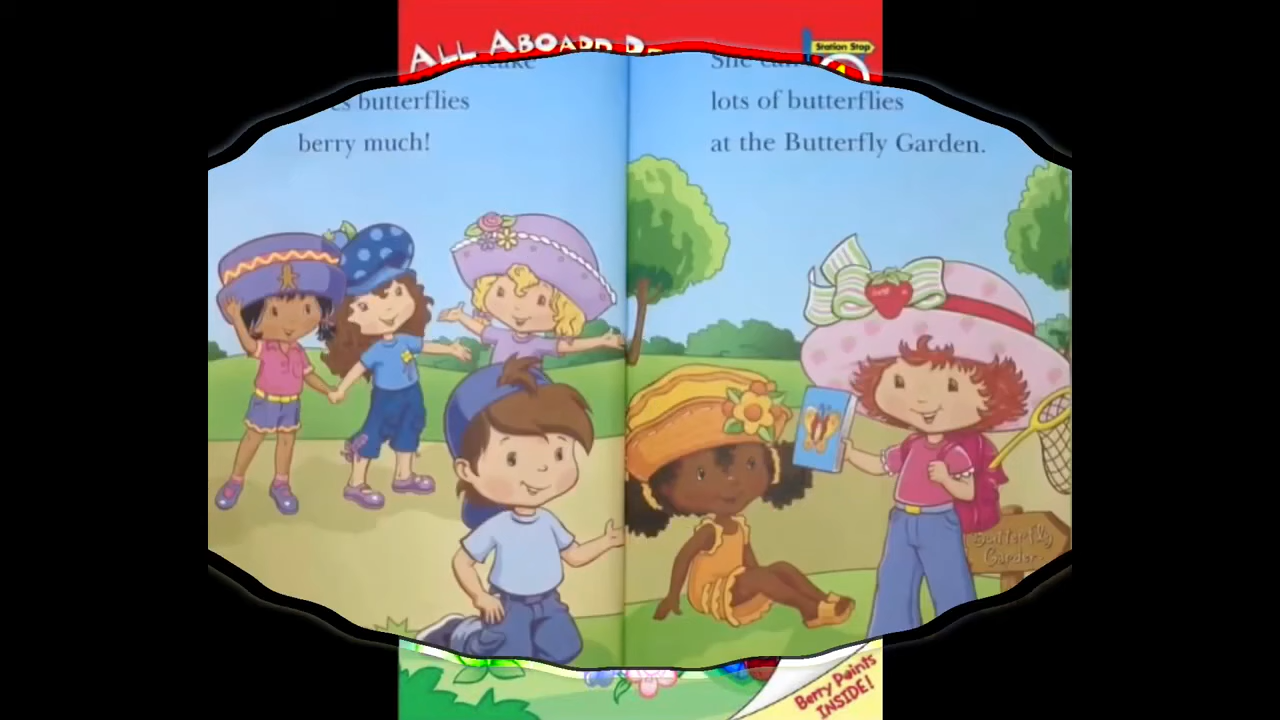 ALL ABOARD
Station Stop
lots of butterflies
butterflies
at the Butterfly Garden.
berry much!
Butterfly
Garden
Berry Points
INSIDE!